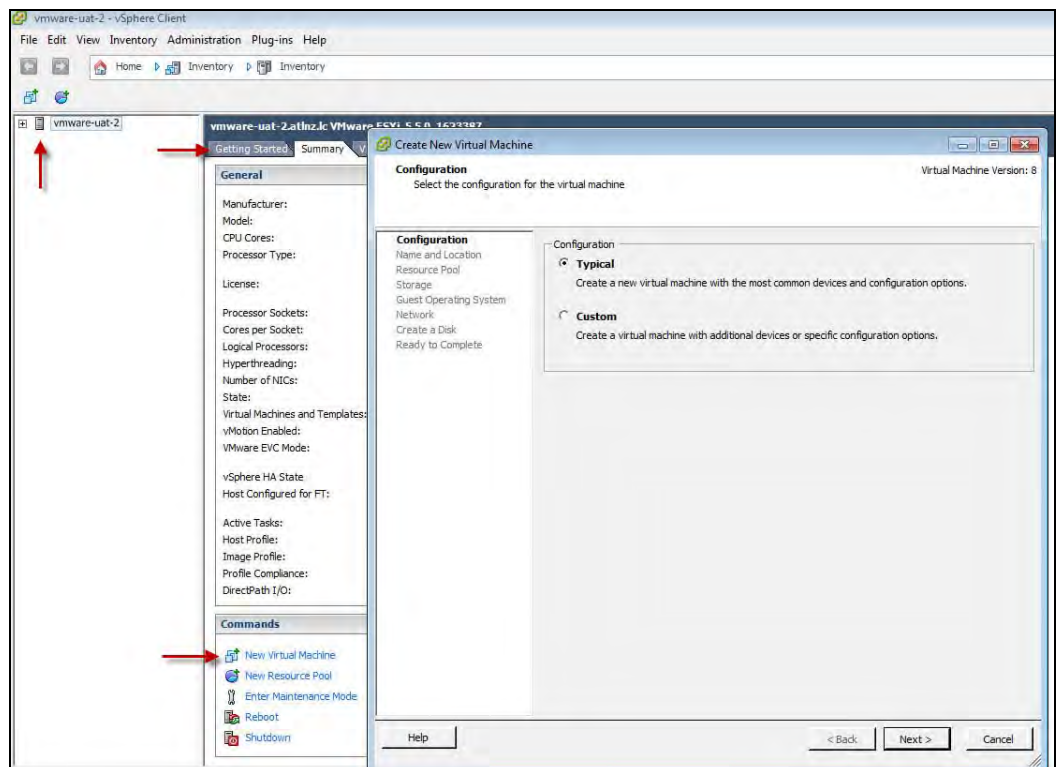 vmware-uat-2 - vSphere Client
File Edit View Inventory Administration Plug-ins Help
Home Inventory Inventory
vmware-uat-2
vmware-uat-2.atlnz.lc VMware ESXi, 5.5.0, 1623387
Getting Started Summary V
General
Manufacturer:
Model:
CPU Cores:
Processor Type:
License:
Processor Sockets:
Cores per Socket:
Logical Processors:
Hyperthreading:
Number of NICs:
State:
Virtual Machines and Templates:
vMotion Enabled:
VMware EVC Mode:
vSphere HA State
Host Configured for FT:
Active Tasks:
Host Profile:
Image Profile:
Profile Compliance:
DirectPath I/O:
Commands
New Virtual Machine
New Resource Pool
Enter Maintenance Mode
Reboot
Shutdown
Create New Virtual Machine
Configuration
Select the configuration for the virtual machine
Virtual Machine Version: 8
Configuration
Name and Location
Resource Pool
Storage
Guest Operating System
Network
Create a Disk
Ready to Complete
Configuration
Typical
Create a new virtual machine with the most common devices and configuration options.
Custom
Create a virtual machine with additional devices or specific configuration options.
Help
< Back
Next >
Cancel